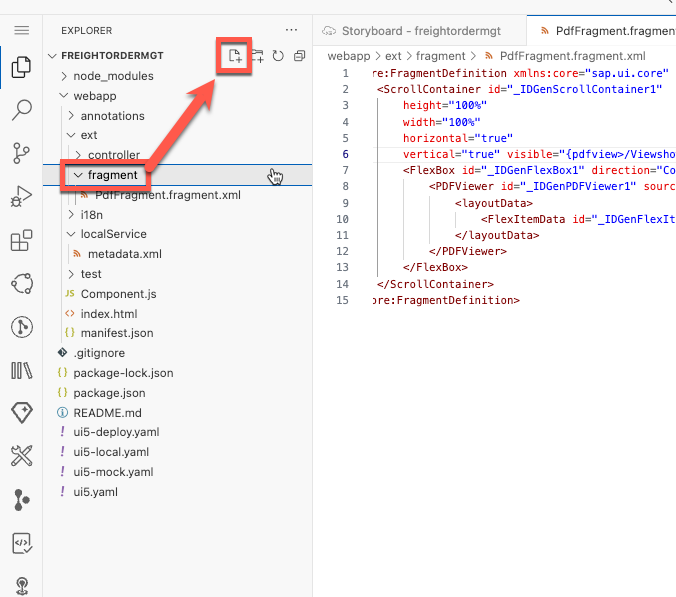 EXPLORER
FREIGHTORDERMGT
node_modules
webapp
annotations
ext
controller
fragment
PdfFragment.fragment.xml
i18n
localService
metadata.xml
test
JS Component.js
<> index.html
{} manifest.json
.gitignore
{} package-lock.json
{} package.json
README.md
! ui5-deploy.yaml
! ui5-local.yaml
! ui5-mock.yaml
! ui5.yaml
Storyboard - freightordermgt
PdfFragment.fragment
webapp > ext > fragment > PdfFragment.fragment.xml
1 re:FragmentDefinition xmlns:core="sap.ui.core"
2 <ScrollContainer id="_IDGenScrollContainer1"
3 height="100%"
4 width="100%"
5 horizontal="true"
6 vertical="true" visible="{pdfview>/Viewsho
7 <FlexBox id="_IDGenFlexBox1" direction="Co
8 <PDFViewer id="_IDGenPDFViewer1" sourc
9 <layoutData>
10 <FlexItemData id="_IDGenFlexIt
11 </layoutData>
12 </PDFViewer>
13 </FlexBox>
14 </ScrollContainer>
15 ore:FragmentDefinition>